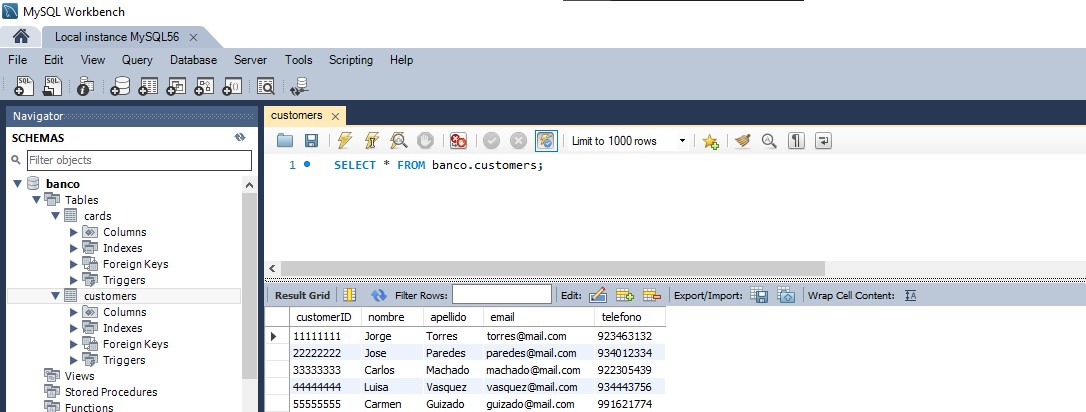 MySQL Workbench
Local instance MySQL56 ×
File Edit View Query Database Server Tools Scripting Help
SQL SQL
Navigator
SCHEMAS
Filter objects
banco
Tables
cards
Columns
Indexes
Foreign Keys
Triggers
customers
Columns
Indexes
Foreign Keys
Triggers
Views
Stored Procedures
Functions
customers ×
Limit to 1000 rows
1 SELECT * FROM banco.customers;
Result Grid Filter Rows: Edit: Export/Import: Wrap Cell Content: IA
customerID nombre apellido email telefono
11111111 Jorge Torres torres@mail.com 923463132
22222222 Jose Paredes paredes@mail.com 934012334
33333333 Carlos Machado machado@mail.com 922305439
44444444 Luisa Vasquez vasquez@mail.com 934443756
55555555 Carmen Guizado guizado@mail.com 991621774